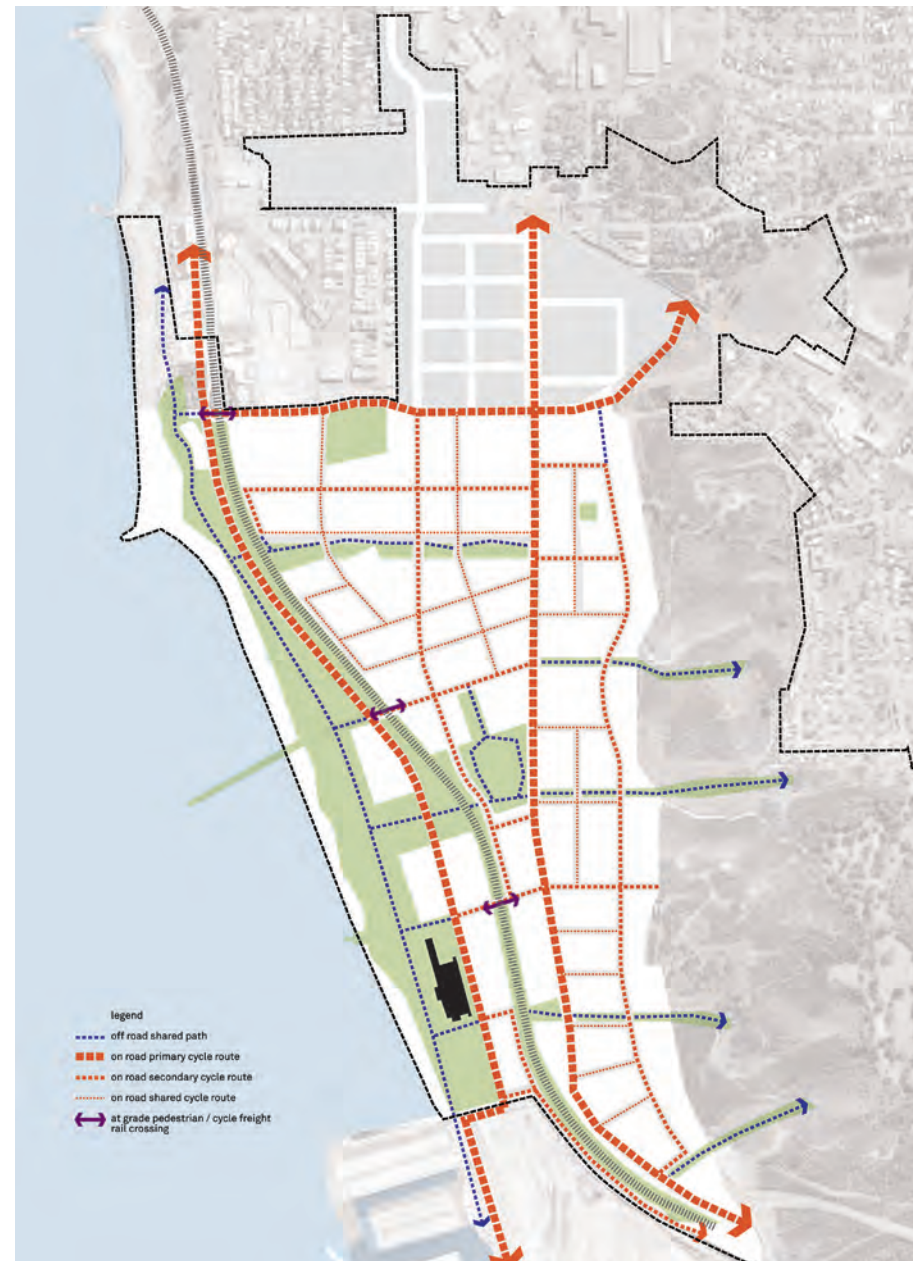 legend
off road shared path
on road primary cycle route
on road secondary cycle route
on road shared cycle route
at grade pedestrian / cycle freight
rail crossing